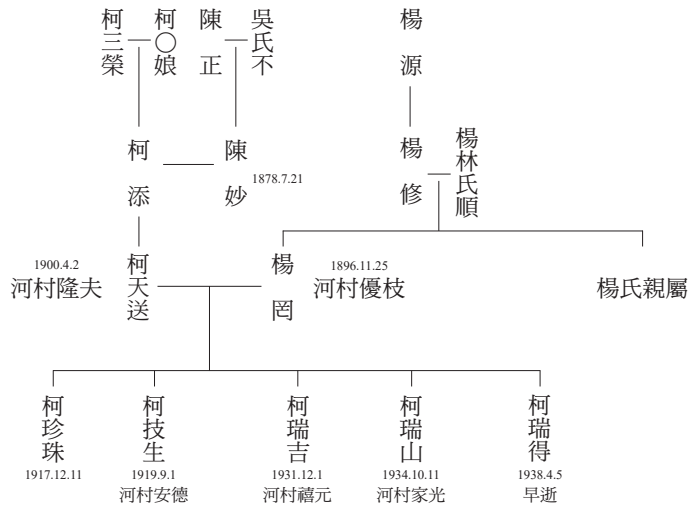 柯三榮
柯〇娘
陳正
吳氏不
楊源
柯添
陳妙
1878.7.21
楊修
楊林氏順
1900.4.2
河村隆夫
柯天送
楊罔
1896.11.25
河村優枝
楊氏親屬
柯珍珠
1917.12.11
柯技生
1919.9.1
河村安德
柯瑞吉
1931.12.1
河村禧元
柯瑞山
1934.10.11
河村家光
柯瑞得
1938.4.5
早逝